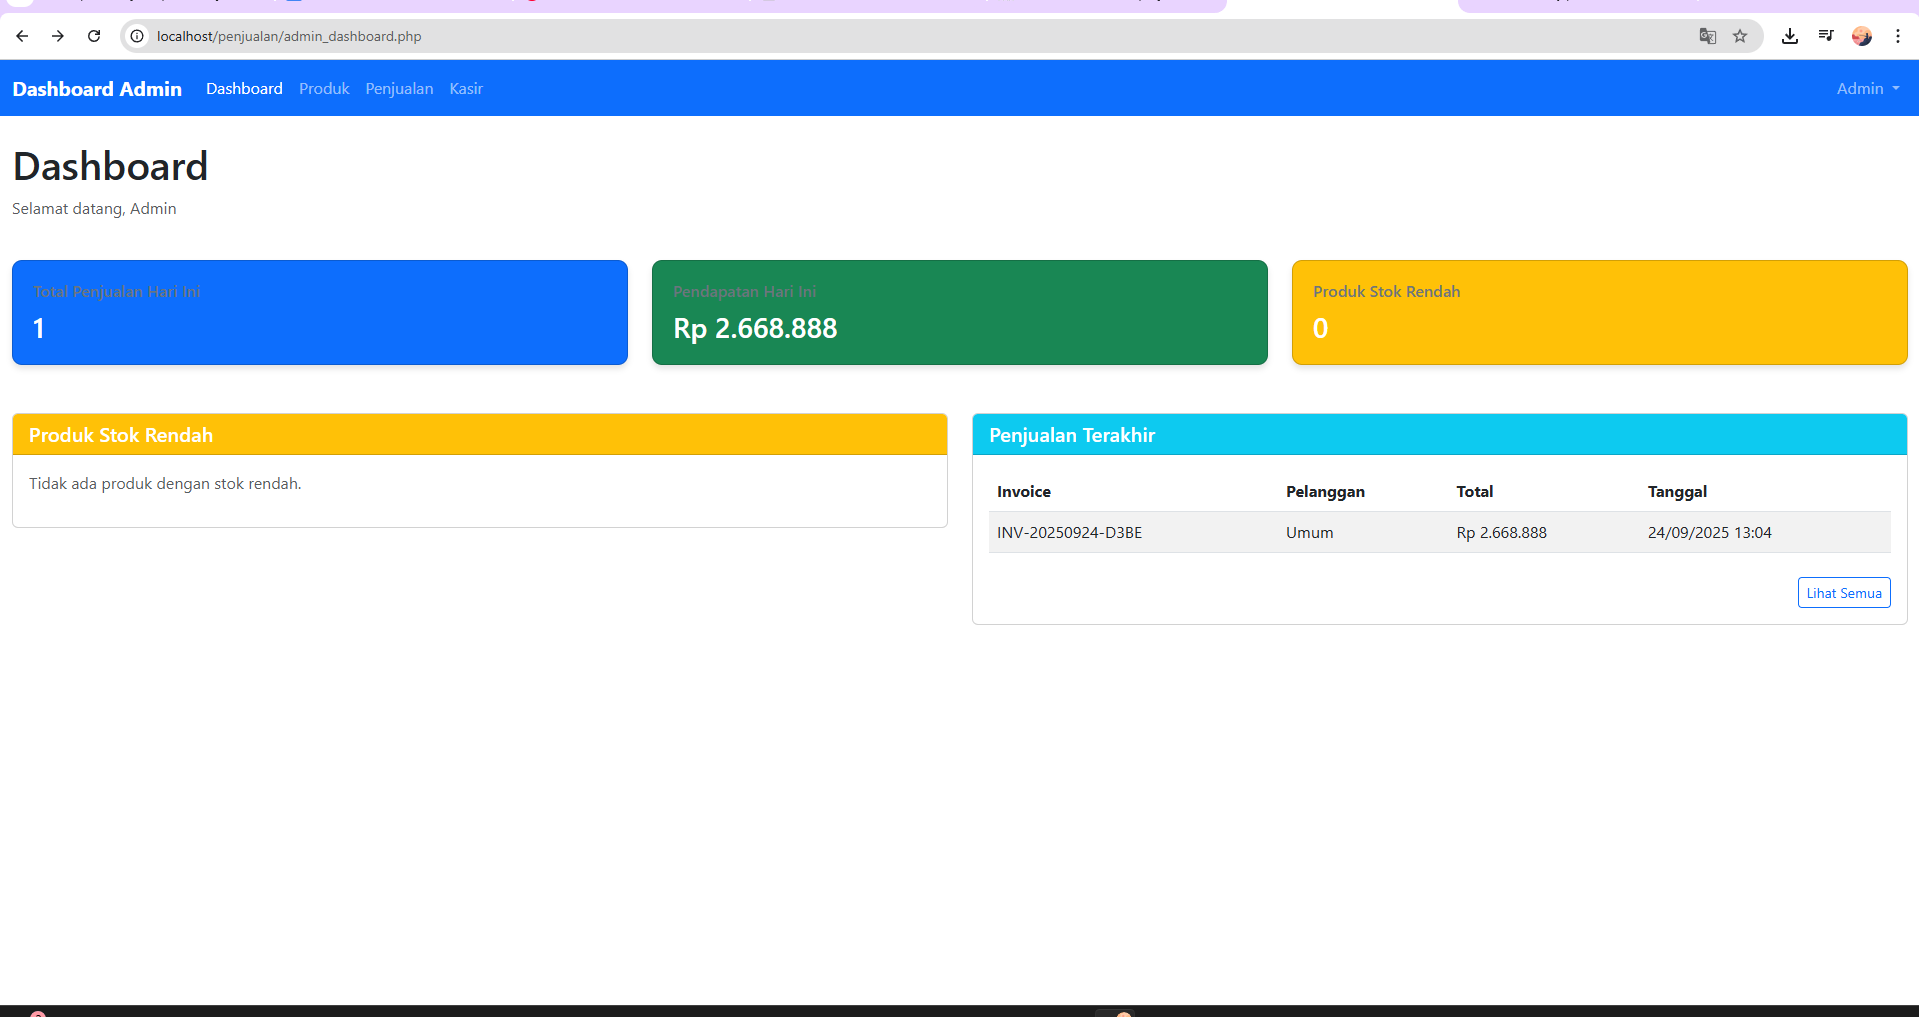 localhost/penjualan/admin_dashboard.php
Dashboard Admin Dashboard Produk Penjualan Kasir Admin
Dashboard
Selamat datang, Admin
Total Penjualan Hari Ini
1
Pendapatan Hari Ini
Rp 2.668.888
Produk Stok Rendah
0
Produk Stok Rendah
Tidak ada produk dengan stok rendah.
Penjualan Terakhir
Invoice Pelanggan Total Tanggal
INV-20250924-D3BE Umum Rp 2.668.888 24/09/2025 13:04
Lihat Semua